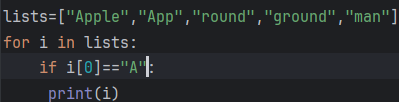 lists=["Apple","App","round","ground","man"]
for i in lists:
    if i[0]=="A":
     print(i)